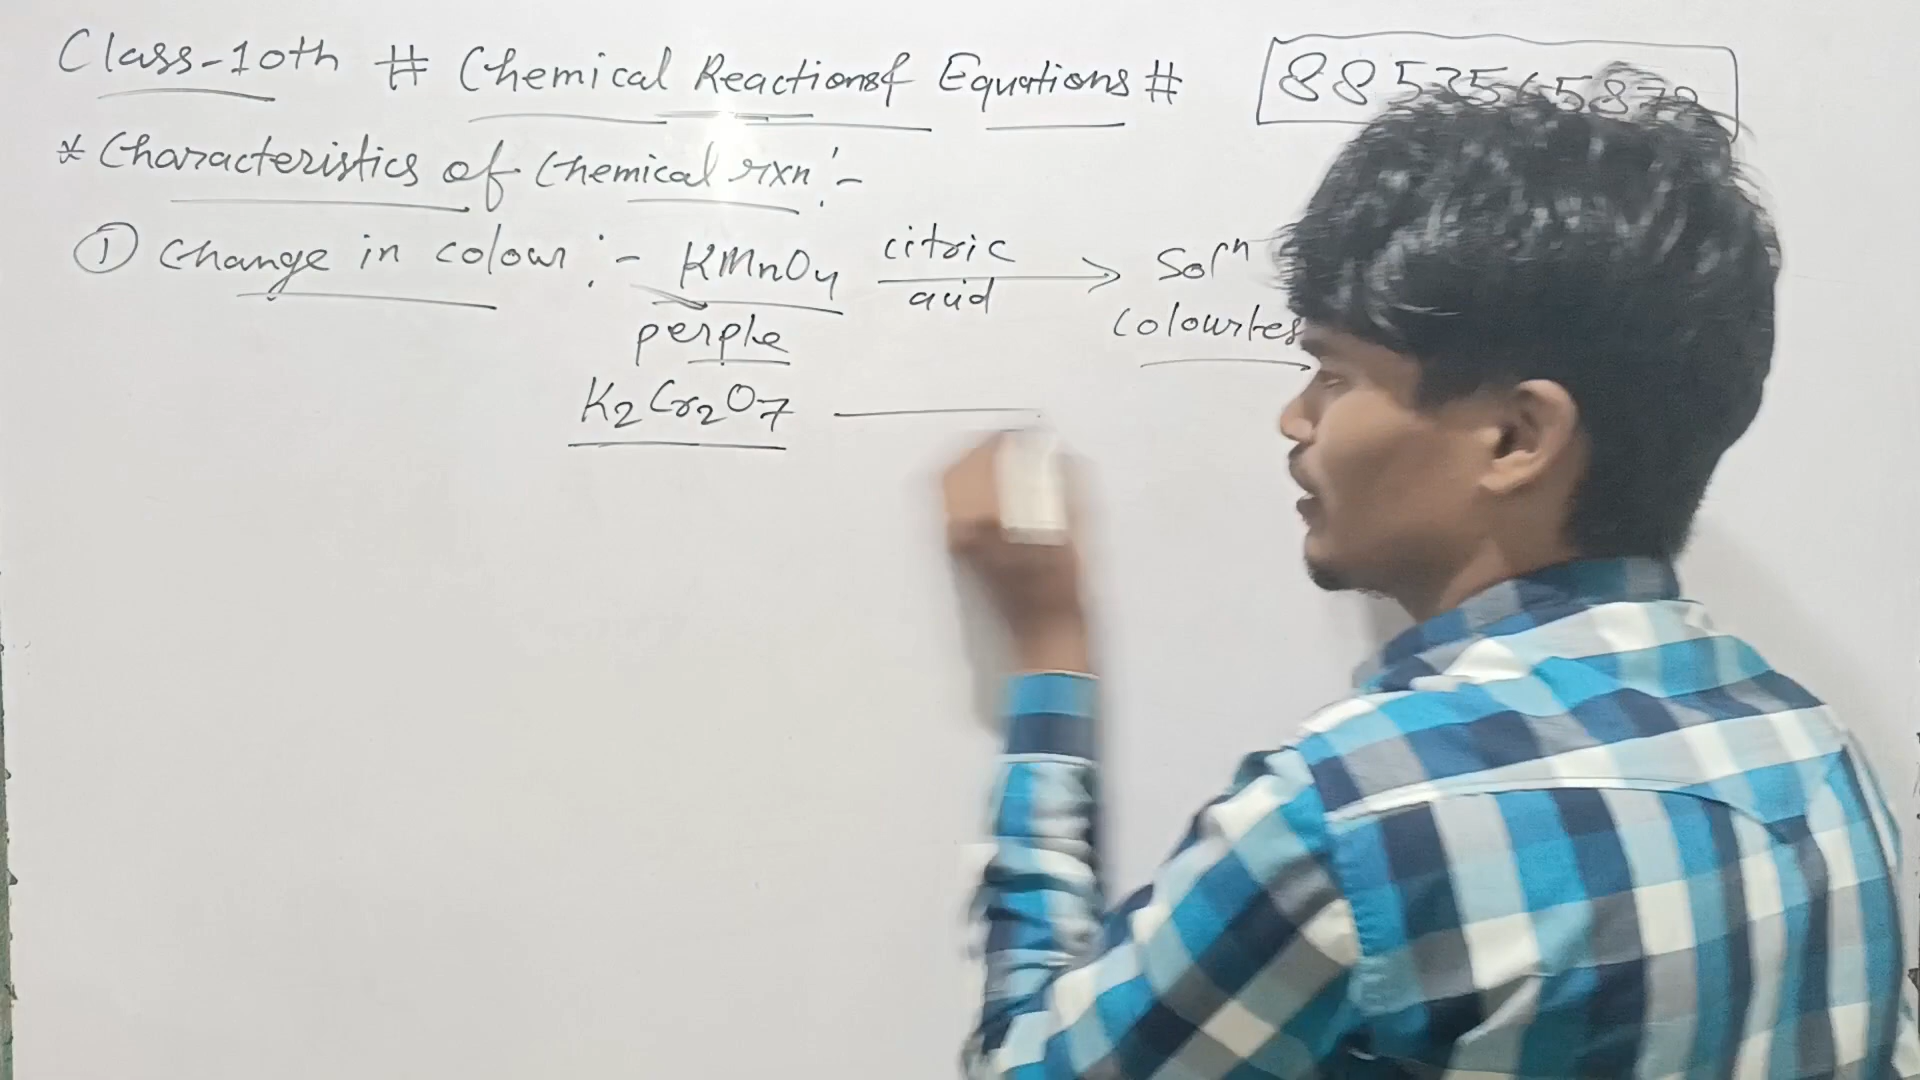 Class-10th # Chemical Reactions & Equations #
* Characteristics of Chemical rxn:-
① Change in colour :- KMnO4 citric acid → Solⁿ
perple colourles
K2Cr2O7